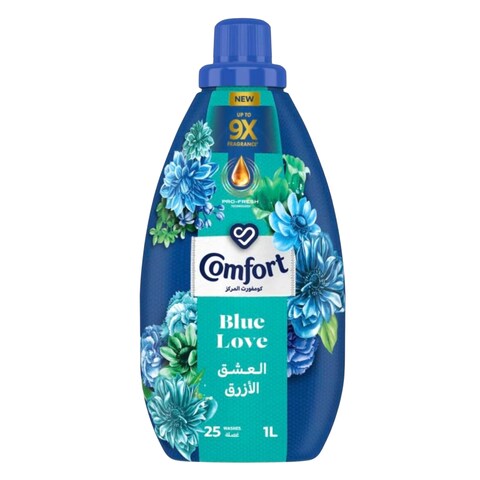 NEW
UP TO
9X
FRAGRANCE*
PRO-FRESH
Comfort
كومفورت المركز
Blue
Love
العشق
الأزرق
25 WASHES غسلة 1L